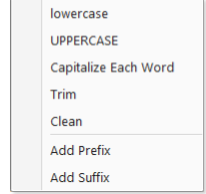 lowercase
UPPERCASE
Capitalize Each Word
Trim
Clean
Add Prefix
Add Suffix